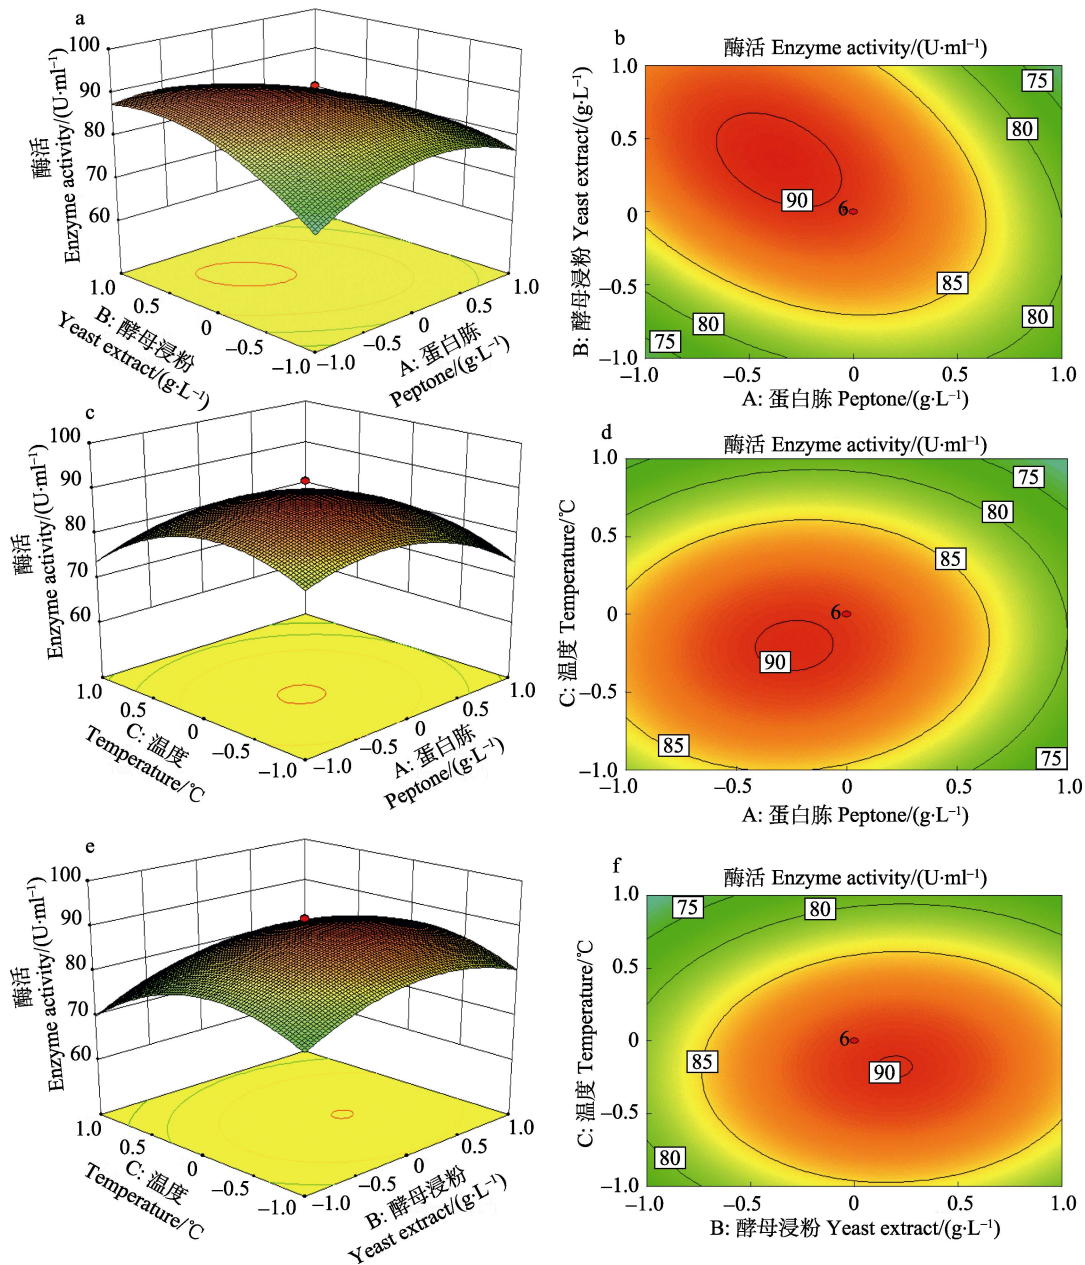 a
100
90
80
70
60
酶活
Enzyme activity/(U·ml⁻¹)
1.0
0.5
0
–0.5
–1.0
B: 酵母浸粉
Yeast extract/(g·L⁻¹)
–1.0
–0.5
0
0.5
1.0
A: 蛋白胨
Peptone/(g·L⁻¹)
b
酶活 Enzyme activity/(U·ml⁻¹)
1.0
0.5
0
–0.5
–1.0
B: 酵母浸粉 Yeast extract/(g·L⁻¹)
75
80
90
6
85
80
80
75
–1.0
–0.5
0
0.5
1.0
A: 蛋白胨 Peptone/(g·L⁻¹)
c
100
90
80
70
60
酶活
Enzyme activity/(U·ml⁻¹)
1.0
0.5
0
–0.5
–1.0
C: 温度
Temperature/℃
–1.0
–0.5
0
0.5
1.0
A: 蛋白胨
Peptone/(g·L⁻¹)
d
酶活 Enzyme activity/(U·ml⁻¹)
1.0
0.5
0
–0.5
–1.0
C: 温度 Temperature/℃
75
80
85
6
90
85
75
–1.0
–0.5
0
0.5
1.0
A: 蛋白胨 Peptone/(g·L⁻¹)
e
100
90
80
70
60
酶活
Enzyme activity/(U·ml⁻¹)
1.0
0.5
0
–0.5
–1.0
C: 温度
Temperature/℃
–1.0
–0.5
0
0.5
1.0
B: 酵母浸粉
Yeast extract/(g·L⁻¹)
f
酶活 Enzyme activity/(U·ml⁻¹)
1.0
0.5
0
–0.5
–1.0
C: 温度 Temperature/℃
75
80
6
85
90
80
–1.0
–0.5
0
0.5
1.0
B: 酵母浸粉 Yeast extract/(g·L⁻¹)